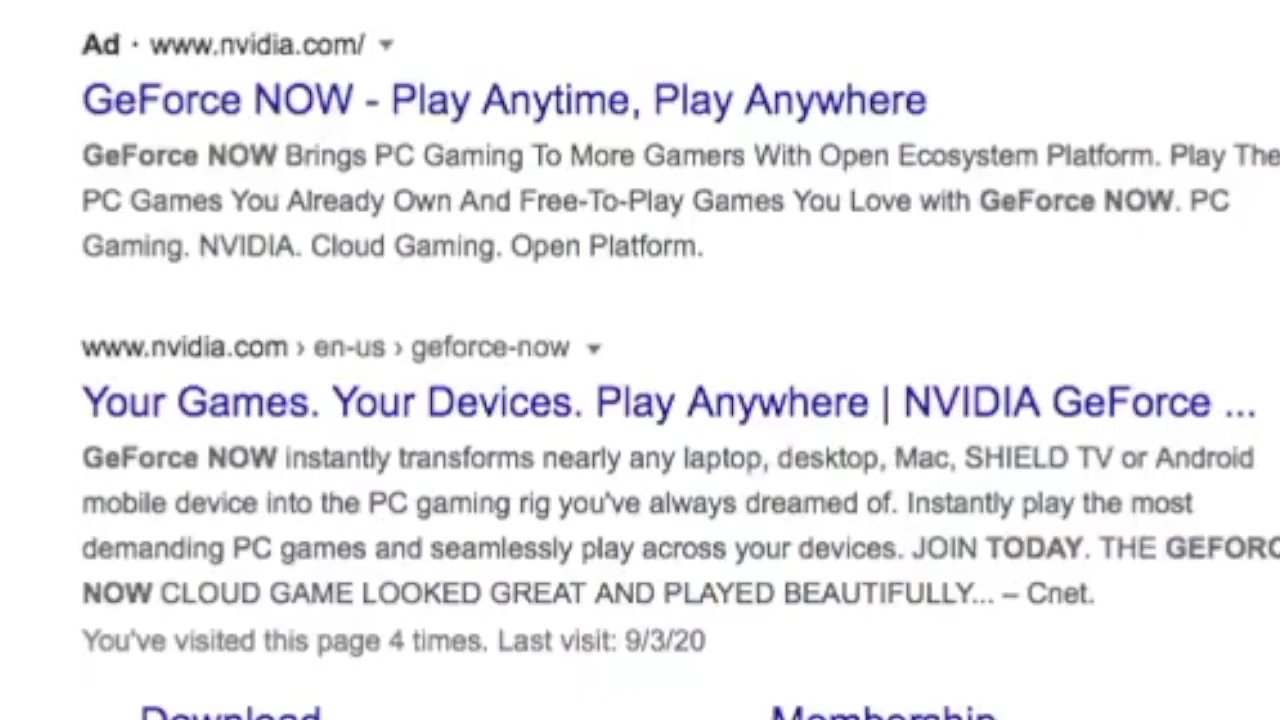 Ad · www.nvidia.com/
GeForce NOW - Play Anytime, Play Anywhere
GeForce NOW Brings PC Gaming To More Gamers With Open Ecosystem Platform. Play The
PC Games You Already Own And Free-To-Play Games You Love with GeForce NOW. PC
Gaming. NVIDIA. Cloud Gaming. Open Platform.
www.nvidia.com › en-us › geforce-now
Your Games. Your Devices. Play Anywhere | NVIDIA GeForce ...
GeForce NOW instantly transforms nearly any laptop, desktop, Mac, SHIELD TV or Android
mobile device into the PC gaming rig you've always dreamed of. Instantly play the most
demanding PC games and seamlessly play across your devices. JOIN TODAY. THE GEFORC
NOW CLOUD GAME LOOKED GREAT AND PLAYED BEAUTIFULLY... – Cnet.
You've visited this page 4 times. Last visit: 9/3/20
Download Membership